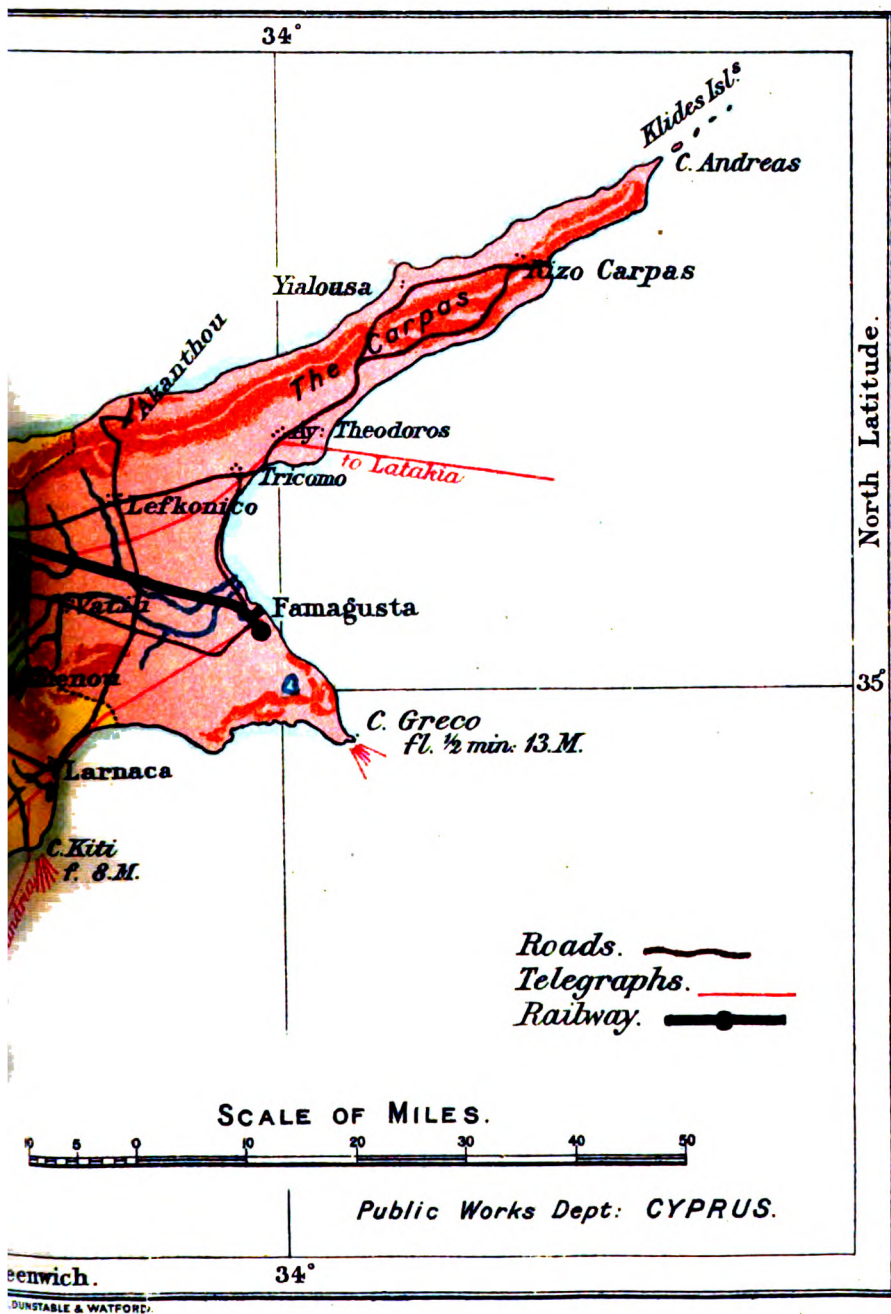 34°
Klides Isl.s
C. Andreas
Rizo Carpas
Yialousa
The Carpas
Akanthou
Ay: Theodoros
to Latakia
Tricomo
Lefkonico
North Latitude.
Vatili
Famagusta
35°
C. Greco
fl. ½ min: 13.M.
Larnaca
C. Kiti
f. 8.M.
Roads.
Telegraphs.
Railway.
SCALE OF MILES.
10 5 0 10 20 30 40 50
Public Works Dept: CYPRUS.
eenwich.
34°
DUNSTABLE & WATFORD.